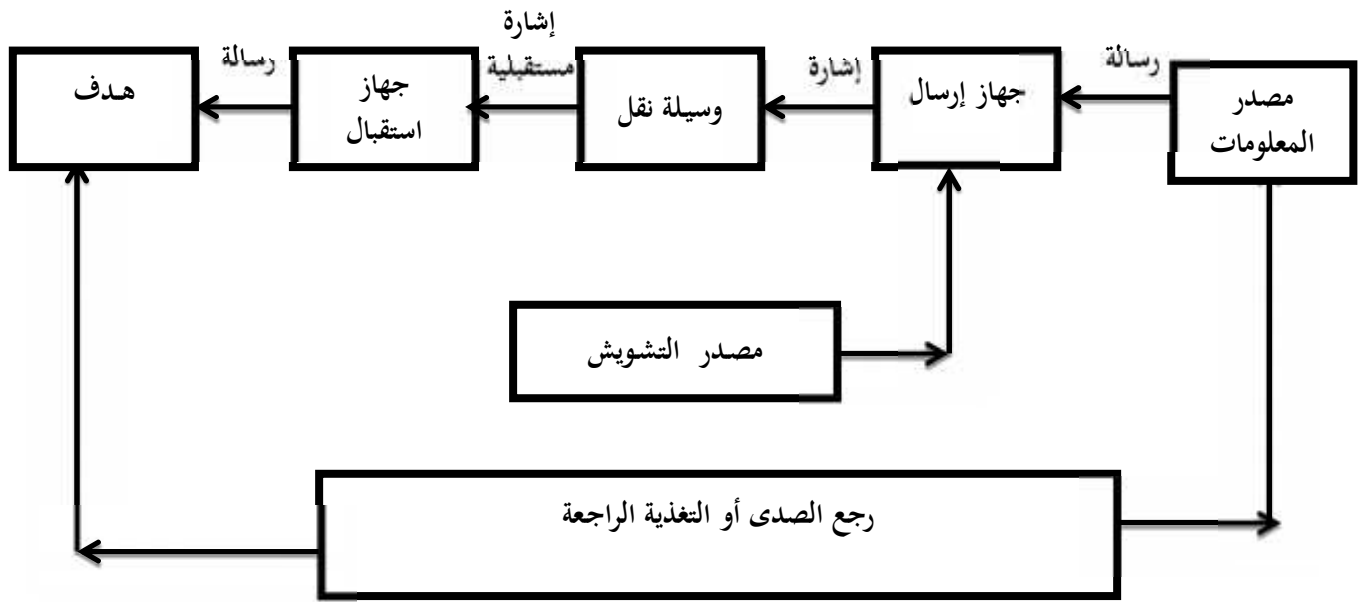 مصدر
المعلومات
رسالة
جهاز إرسال
إشارة
وسيلة نقل
إشارة
مستقبلية
جهاز
استقبال
رسالة
هدف
مصدر التشويش
رجع الصدى أو التغذية الراجعة